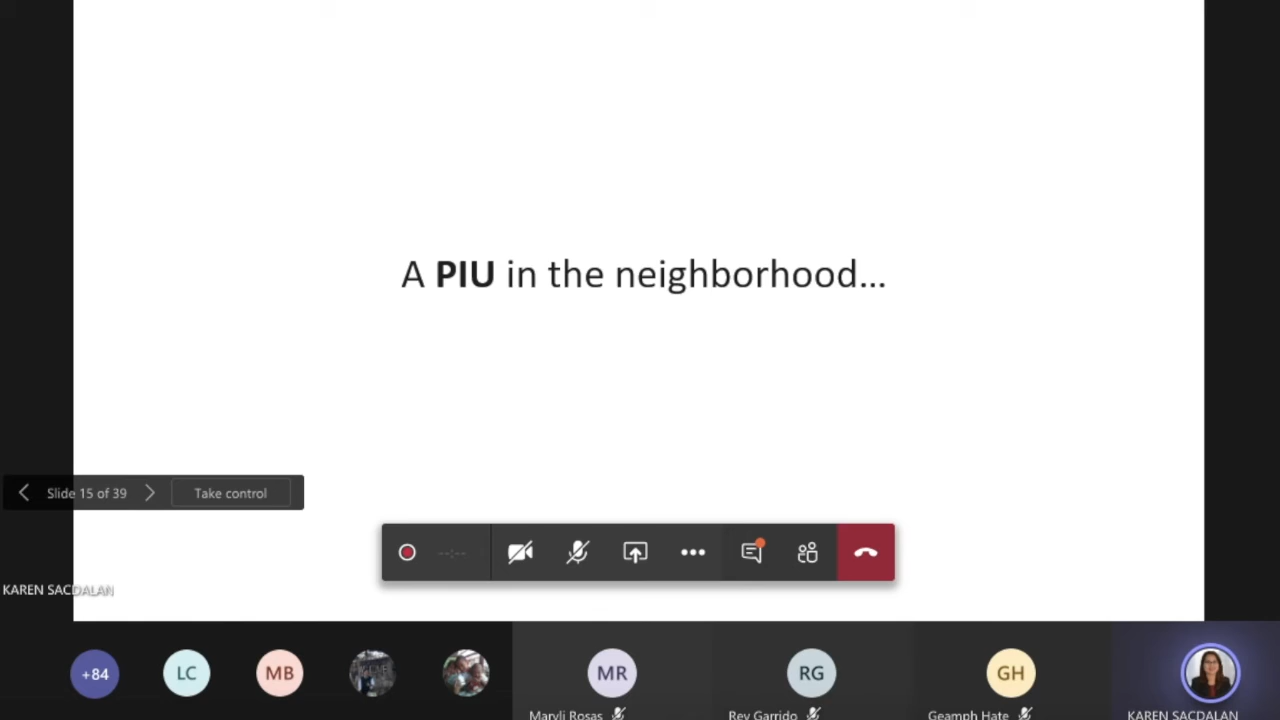 A PIU in the neighborhood...
Slide 15 of 39
Take control
--:--
KAREN SACDALAN
+84
LC
MB
MR
RG
GH
Maryli Rosas
Rey Garrido
Geamph Hate
KAREN SACDALAN